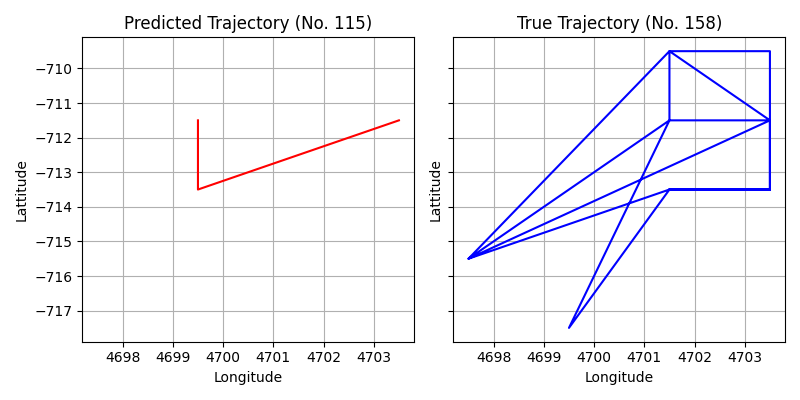 Predicted Trajectory (No. 115)
True Trajectory (No. 158)
Lattitude
−710
−711
−712
−713
−714
−715
−716
−717
4698 4699 4700 4701 4702 4703
Longitude
Lattitude
4698 4699 4700 4701 4702 4703
Longitude